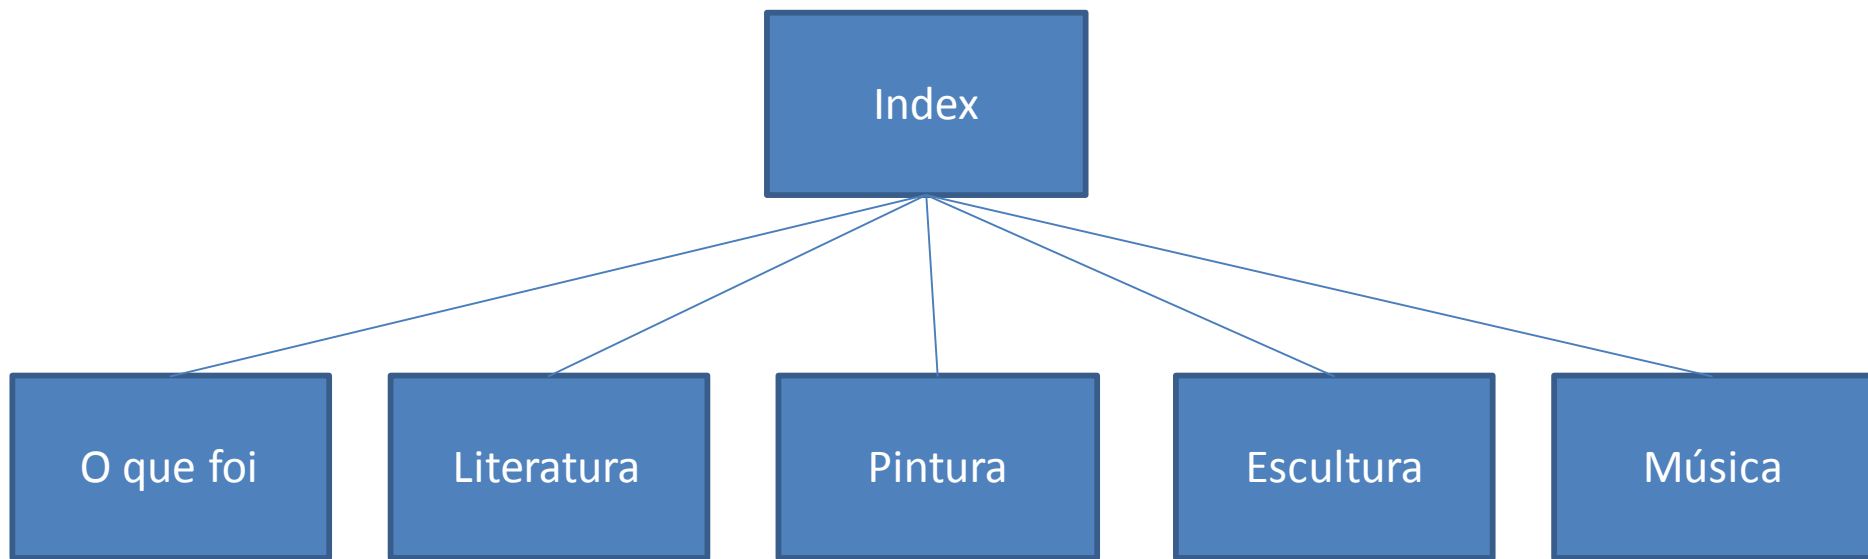 Index
O que foi
Literatura
Pintura
Escultura
Música